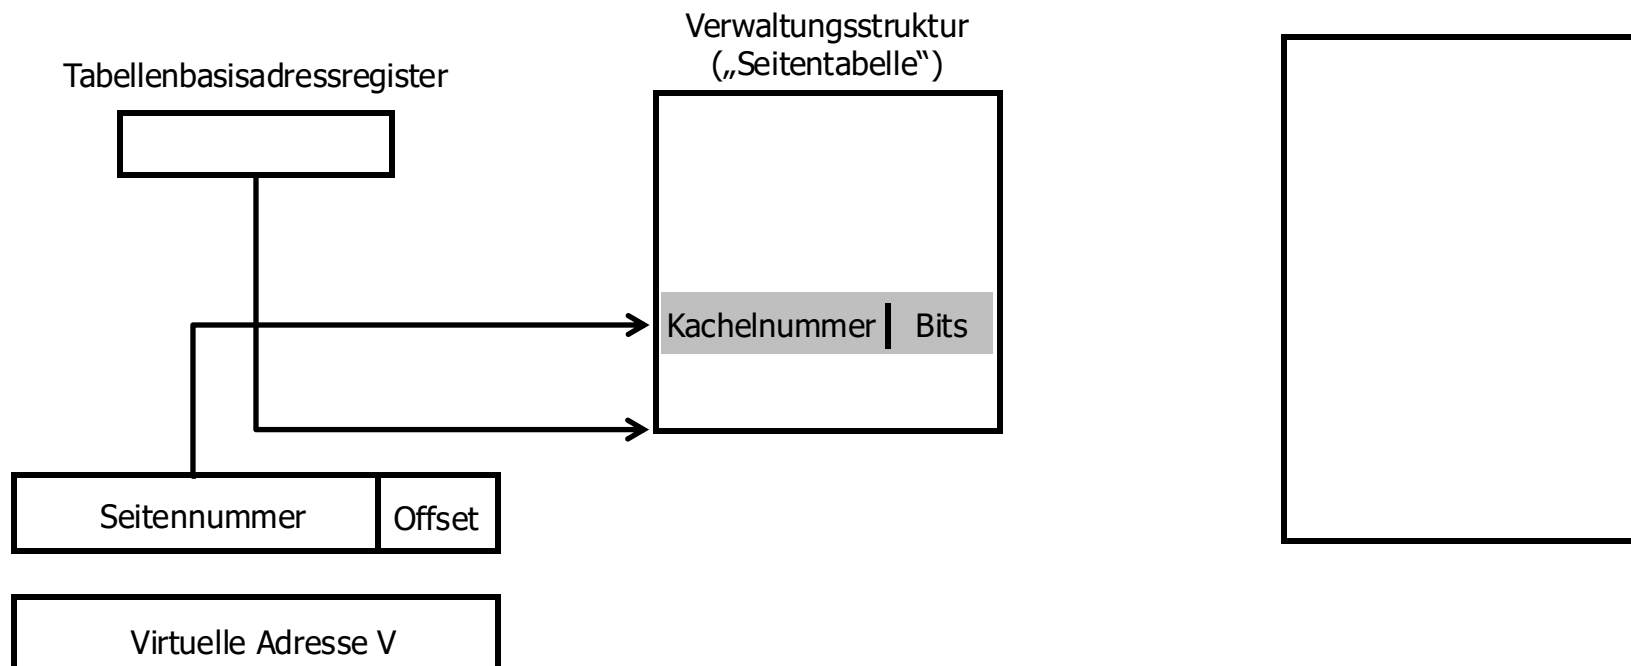 Verwaltungsstruktur
(„Seitentabelle“)
Tabellenbasisadressregister
Kachelnummer
Bits
Seitennummer
Offset
Virtuelle Adresse V